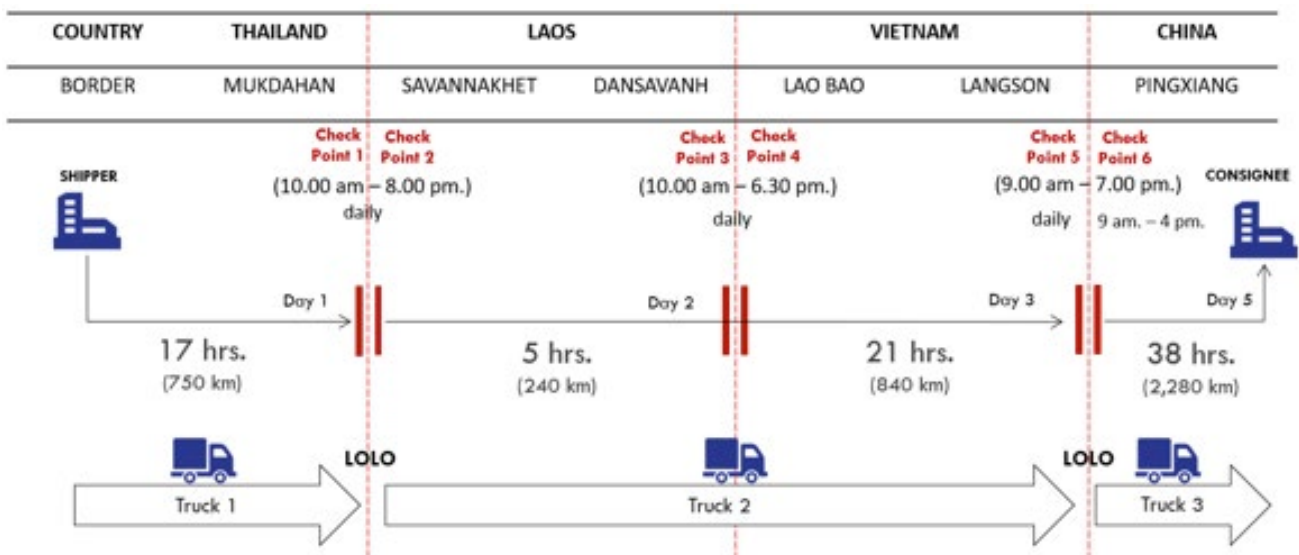 COUNTRY THAILAND LAOS VIETNAM CHINA
BORDER MUKDAHAN SAVANNAKHET DANSAVANH LAO BAO LANGSON PINGXIANG
Check Point 1
Check Point 2
Check Point 3
Check Point 4
Check Point 5
Check Point 6
SHIPPER
(10.00 am – 8.00 pm.)
daily
(10.00 am – 6.30 pm.)
daily
(9.00 am – 7.00 pm.)
daily
9 am. – 4 pm.
CONSIGNEE
Day 1
Day 2
Day 3
Day 5
17 hrs.
(750 km)
5 hrs.
(240 km)
21 hrs.
(840 km)
38 hrs.
(2,280 km)
LOLO
LOLO
Truck 1
Truck 2
Truck 3